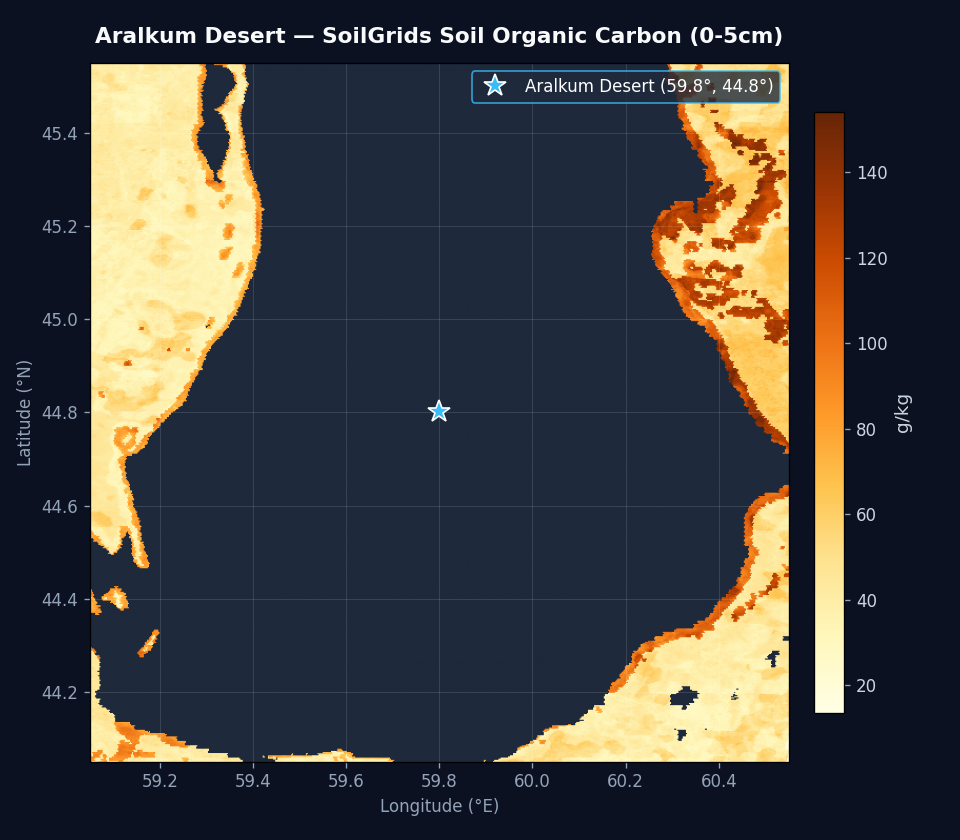 Aralkum Desert — SoilGrids Soil Organic Carbon (0-5cm)
Aralkum Desert (59.8°, 44.8°)
45.4
45.2
45.0
44.8
44.6
44.4
44.2
Latitude (°N)
59.2 59.4 59.6 59.8 60.0 60.2 60.4
Longitude (°E)
140
120
100
80
60
40
20
g/kg